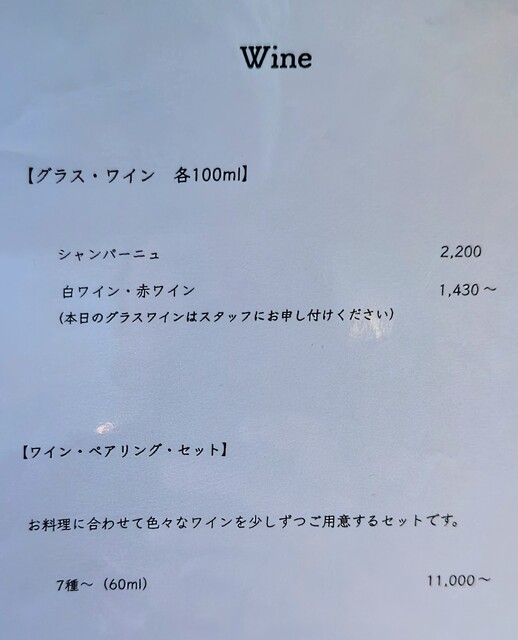 Wine
【グラス・ワイン　各100ml】
シャンパーニュ 2,200
白ワイン・赤ワイン 1,430～
(本日のグラスワインはスタッフにお申し付けください)
【ワイン・ペアリング・セット】
お料理に合わせて色々なワインを少しずつご用意するセットです。
7種～（60ml） 11,000～